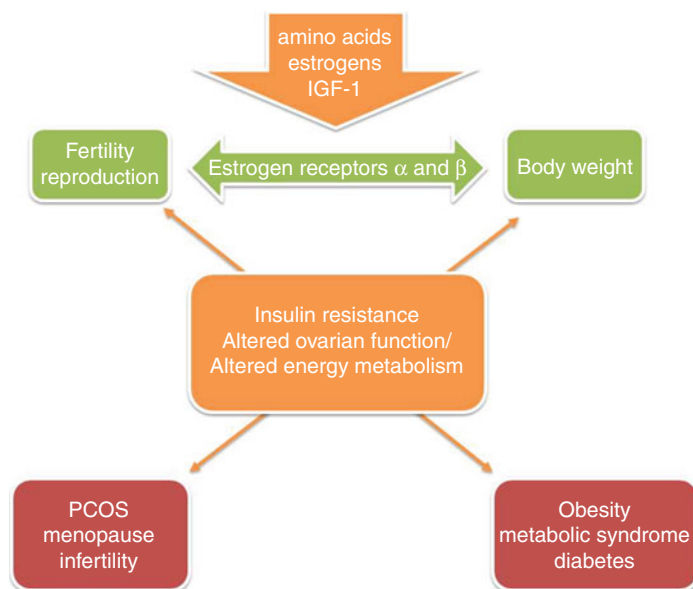 amino acids
estrogens
IGF-1
Fertility
reproduction
Estrogen receptors α and β
Body weight
Insulin resistance
Altered ovarian function/
Altered energy metabolism
PCOS
menopause
infertility
Obesity
metabolic syndrome
diabetes